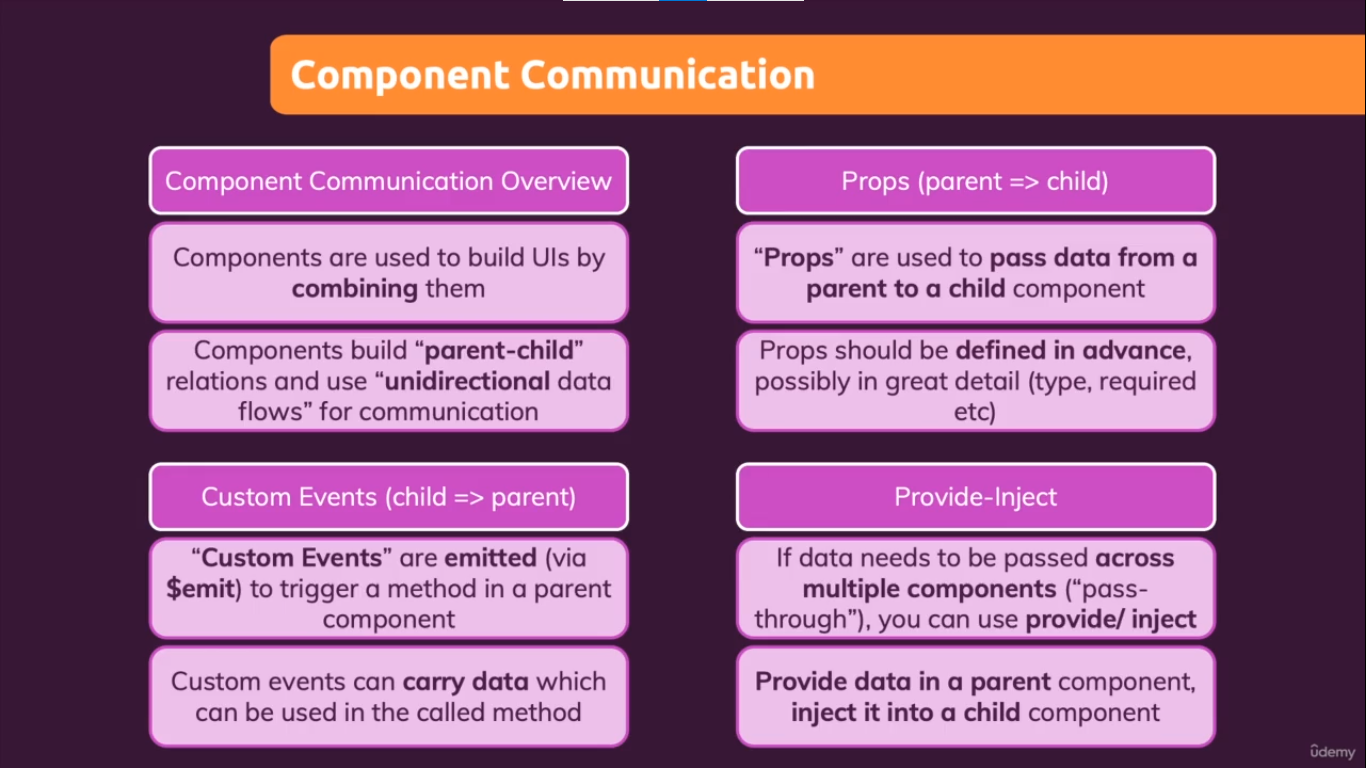 Component Communication
Component Communication Overview
Components are used to build UIs by
combining them
Components build “parent-child”
relations and use “unidirectional data
flows” for communication
Props (parent => child)
“Props” are used to pass data from a
parent to a child component
Props should be defined in advance,
possibly in great detail (type, required
etc)
Custom Events (child => parent)
“Custom Events” are emitted (via
$emit) to trigger a method in a parent
component
Custom events can carry data which
can be used in the called method
Provide-Inject
If data needs to be passed across
multiple components (“pass-
through”), you can use provide/ inject
Provide data in a parent component,
inject it into a child component
ûdemy